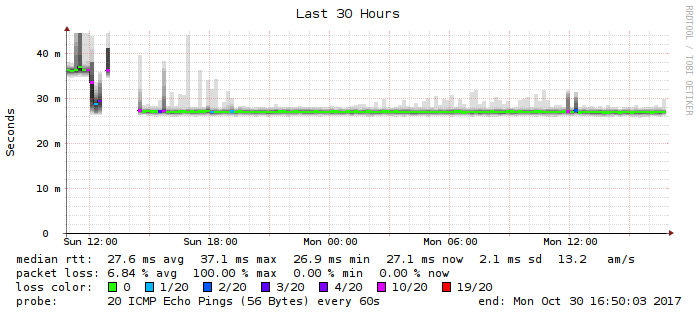 Last 30 Hours
RRDTOOL / TOBI OETIKER
Seconds
40 m
30 m
20 m
10 m
0
Sun 12:00 Sun 18:00 Mon 00:00 Mon 06:00 Mon 12:00
median rtt: 27.6 ms avg 37.1 ms max 26.9 ms min 27.1 ms now 2.1 ms sd 13.2 am/s
packet loss: 6.84 % avg 100.00 % max 0.00 % min 0.00 % now
loss color: 0 1/20 2/20 3/20 4/20 10/20 19/20
probe: 20 ICMP Echo Pings (56 Bytes) every 60s end: Mon Oct 30 16:50:03 2017